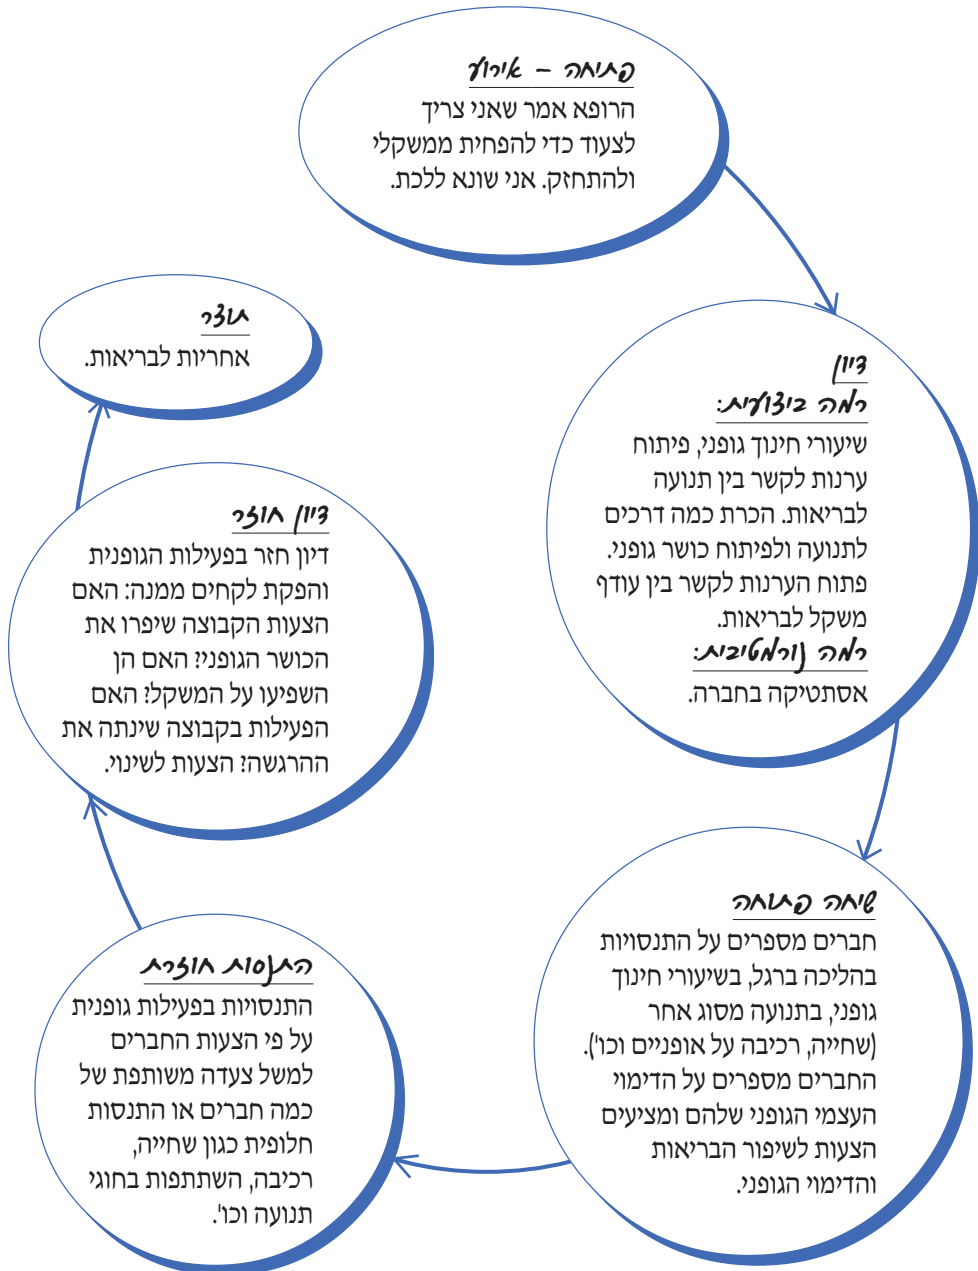 פתיחה – אירוע
הרופא אמר שאני צריך
לצעוד כדי להפחית ממשקלי
ולהתחזק. אני שונא ללכת.
דיון
רמה ביצועית:
שיעורי חינוך גופני, פיתוח
ערנות לקשר בין תנועה
לבריאות. הכרת כמה דרכים
לתנועה ולפיתוח כושר גופני.
פתוח הערנות לקשר בין עודף
משקל לבריאות.
רמה נורמטיבית:
אסתטיקה בחברה.
שיחה פתוחה
חברים מספרים על התנסויות
בהליכה ברגל, בשיעורי חינוך
גופני, בתנועה מסוג אחר
(שחייה, רכיבה על אופניים וכו').
החברים מספרים על הדימוי
העצמי הגופני שלהם ומציעים
הצעות לשיפור הבריאות
והדימוי הגופני.
התנסות חוזרת
התנסויות בפעילות גופנית
על פי הצעות החברים
למשל צעדה משותפת של
כמה חברים או התנסות
חלופית כגון שחייה,
רכיבה, השתתפות בחוגי
תנועה וכו'.
דיון חוזר
דיון חזר בפעילות הגופנית
והפקת לקחים ממנה: האם
הצעות הקבוצה שיפרו את
הכושר הגופני? האם הן
השפיעו על המשקל? האם
הפעילות בקבוצה שינתה את
ההרגשה? הצעות לשינוי.
תוצר
אחריות לבריאות.